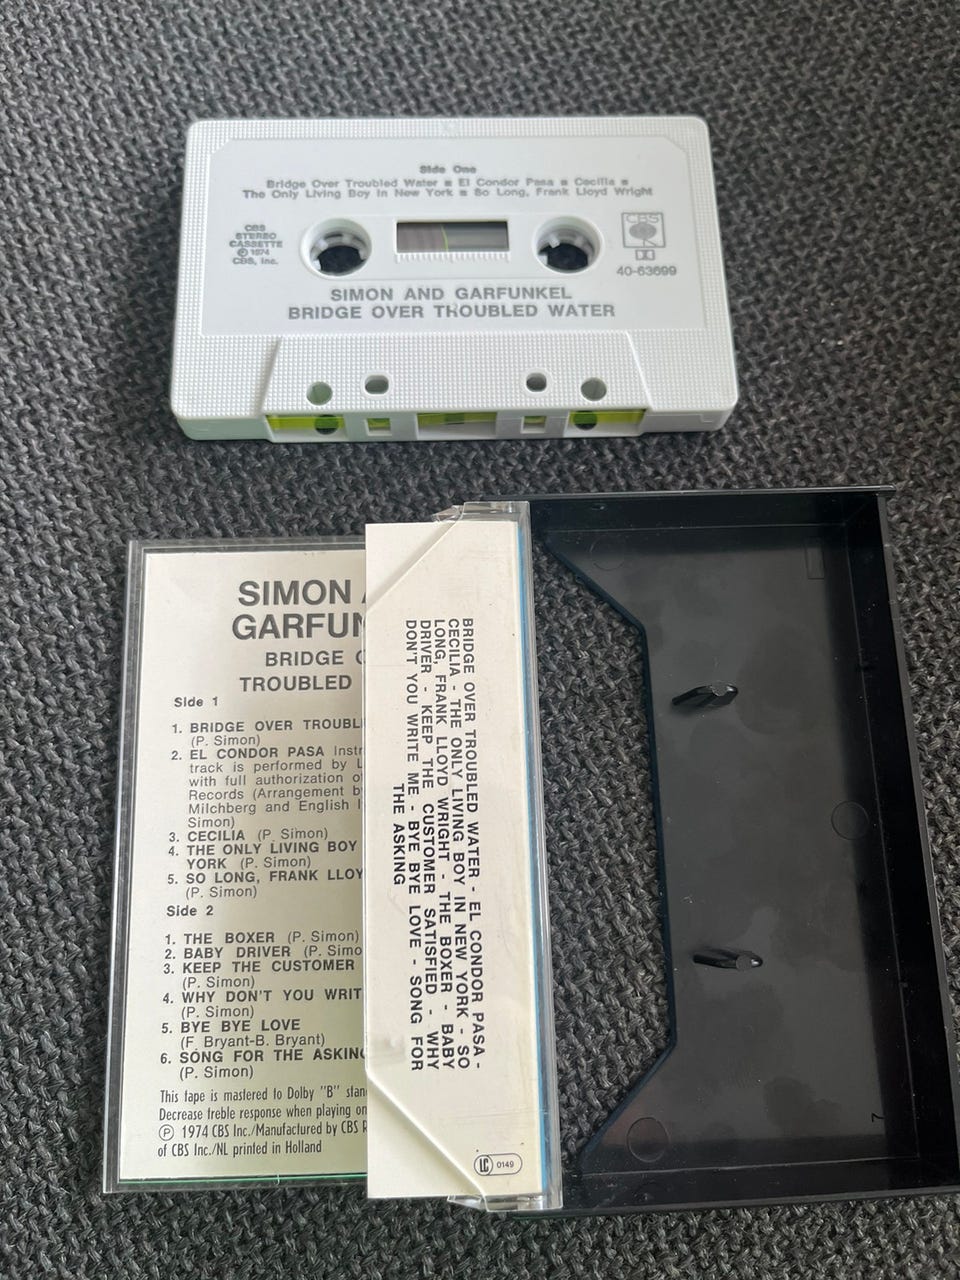 Side One
Bridge Over Troubled Water ■ El Condor Pasa ■ Cecilia ■
The Only Living Boy In New York ■ So Long, Frank Lloyd Wright
CBS
STEREO
CASSETTE
℗ 1974
CBS, Inc.
CBS
40-63699
SIMON AND GARFUNKEL
BRIDGE OVER TROUBLED WATER
SIMON
GARFUN
BRIDGE
TROUBLED
Side 1
1. BRIDGE OVER TROUBL
(P. Simon)
2. EL CONDOR PASA Instr
track is performed by L
with full authorization o
Records (Arrangement by
Milchberg and English l
Simon)
3. CECILIA (P. Simon)
4. THE ONLY LIVING BOY
YORK (P. Simon)
5. SO LONG, FRANK LLOY
(P. Simon)
Side 2
1. THE BOXER (P. Simon)
2. BABY DRIVER (P. Simo
3. KEEP THE CUSTOMER
(P. Simon)
4. WHY DON'T YOU WRIT
(P. Simon)
5. BYE BYE LOVE
(F. Bryant-B. Bryant)
6. SONG FOR THE ASKING
(P. Simon)
This tape is mastered to Dolby "B" stan
Decrease treble response when playing on
℗ 1974 CBS Inc./Manufactured by CBS R
of CBS Inc./NL printed in Holland
BRIDGE OVER TROUBLED WATER - EL CONDOR PASA -
CECILIA - THE ONLY LIVING BOY IN NEW YORK - SO
LONG, FRANK LLOYD WRIGHT - THE BOXER - BABY
DRIVER - KEEP THE CUSTOMER SATISFIED - WHY
DON'T YOU WRITE ME - BYE BYE LOVE - SONG FOR
THE ASKING
LC 0149